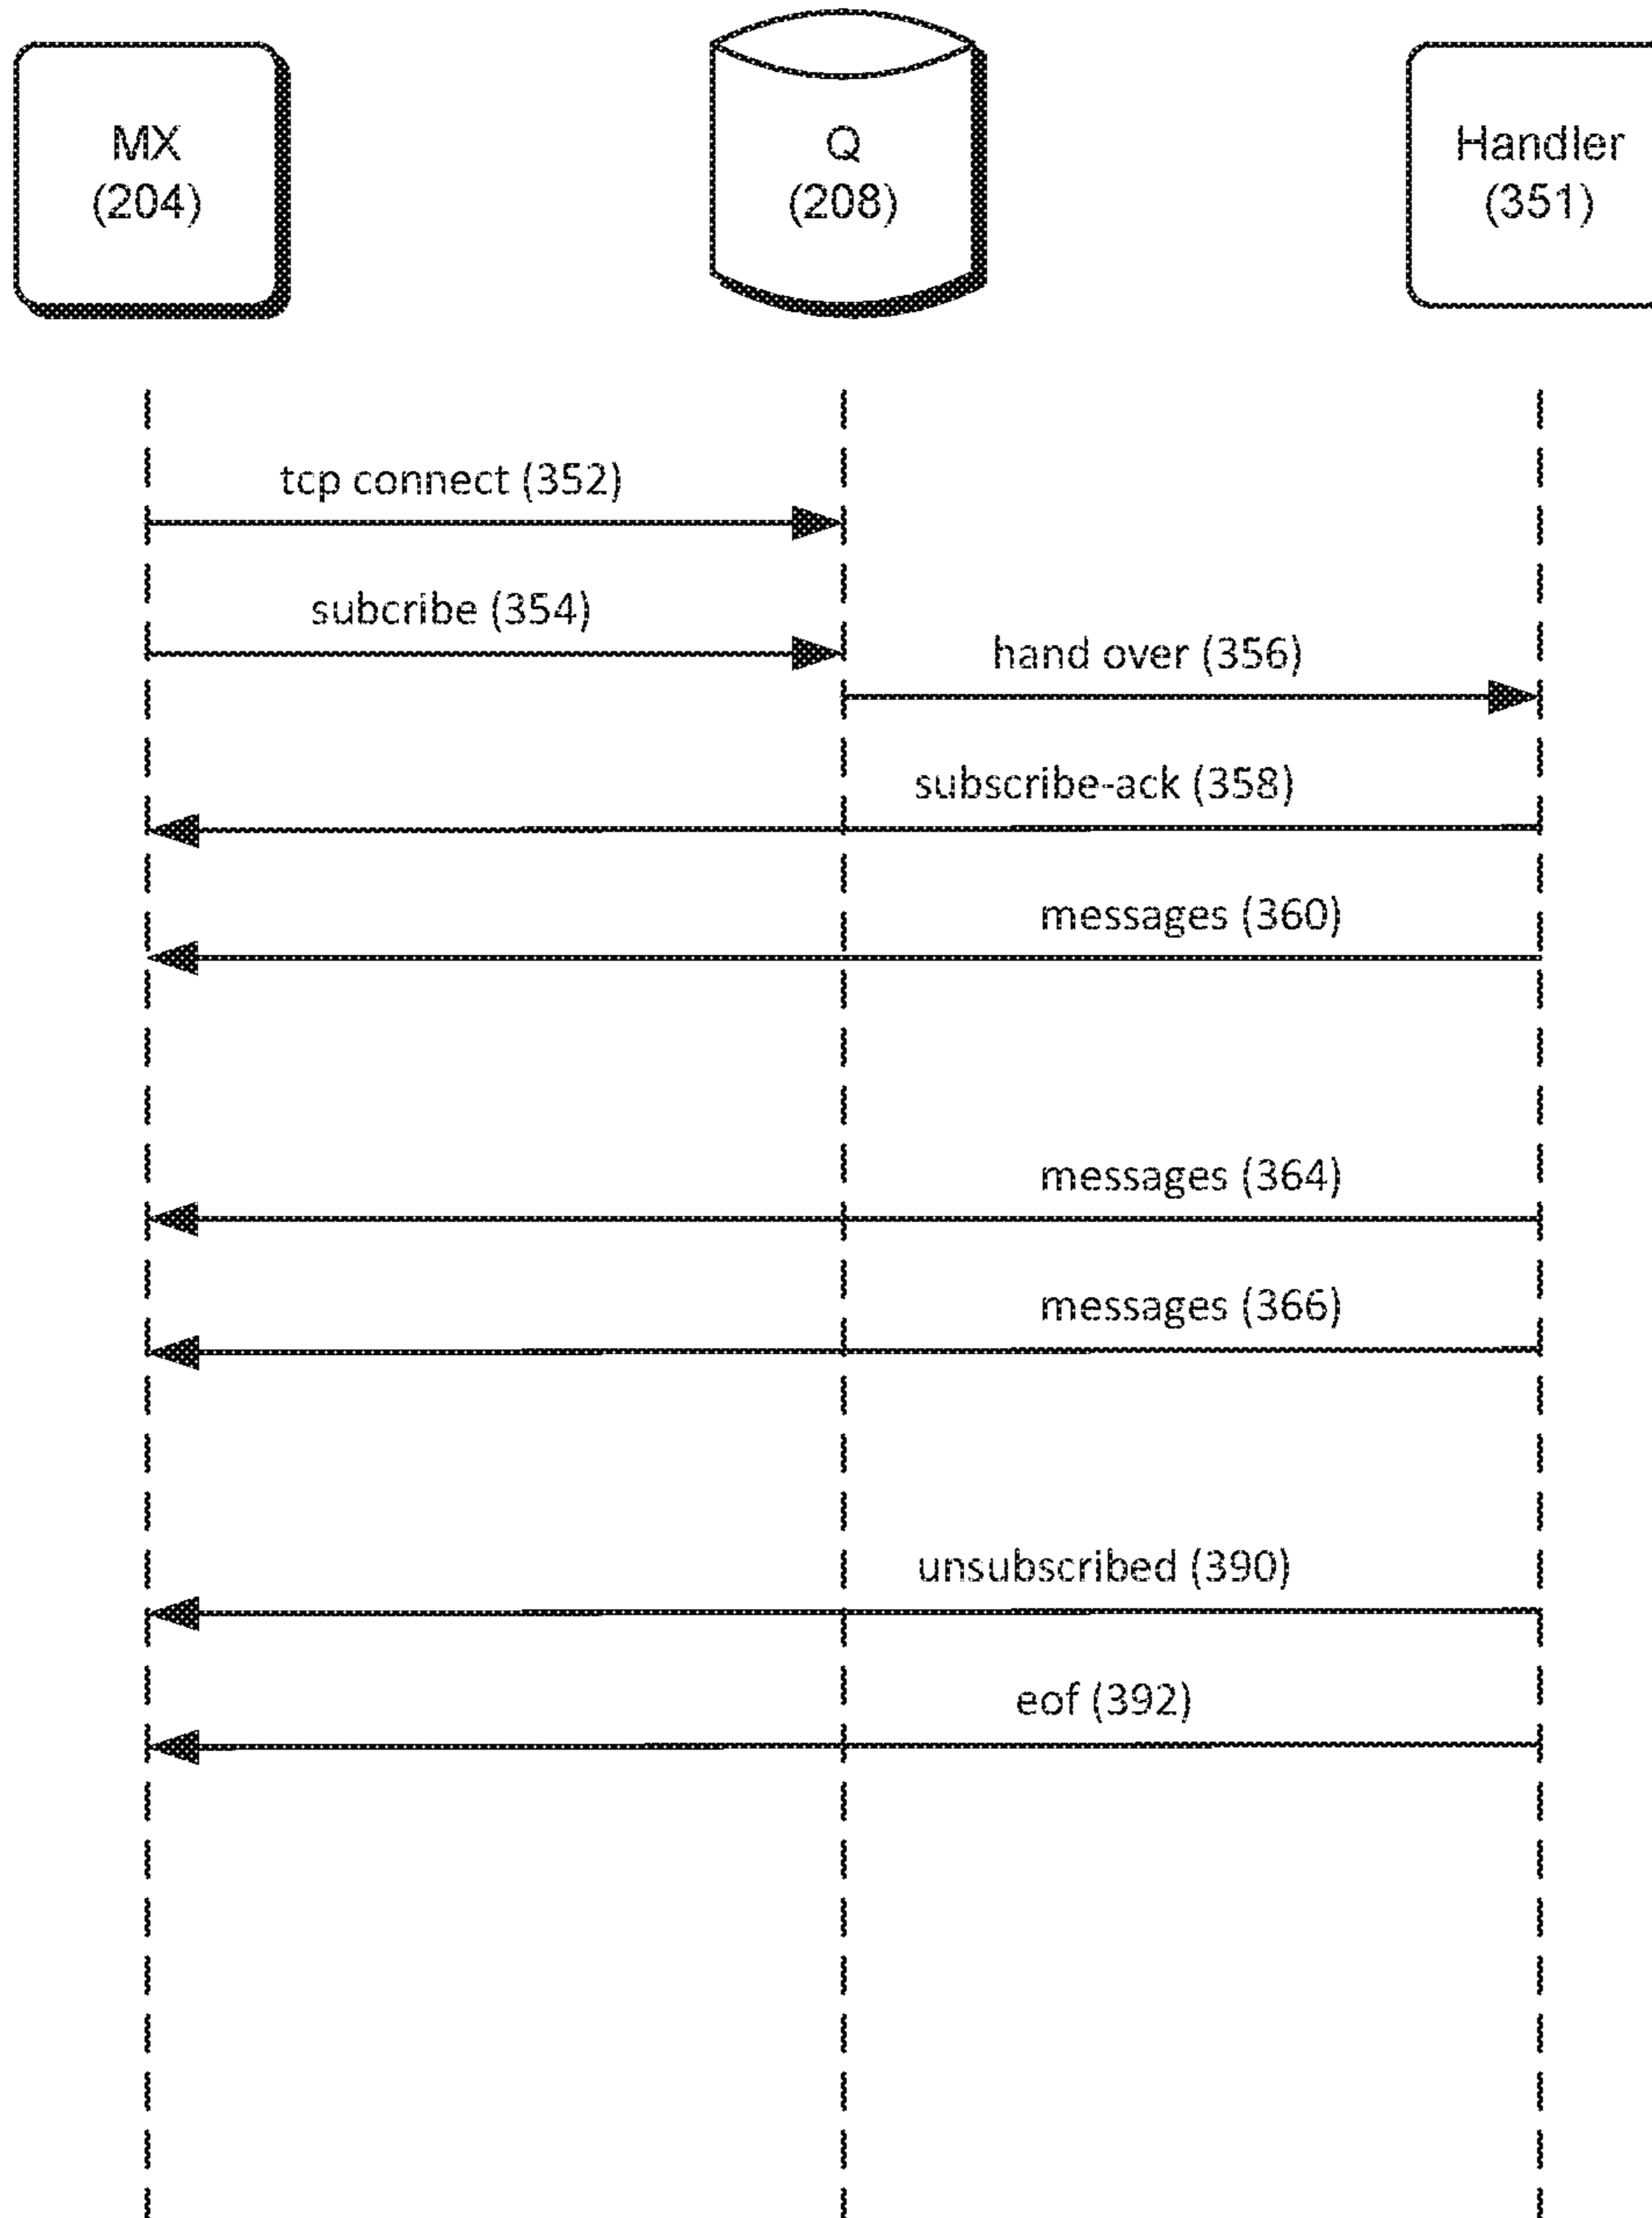 MX
(204)
Q
(208)
Handler
(351)
tcp connect (352)
subcribe (354)
hand over (356)
subscribe-ack (358)
messages (360)
messages (364)
messages (366)
unsubscribed (390)
eof (392)